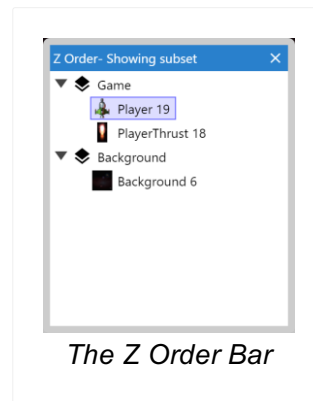 Z Order- Showing subset
Game
Player 19
PlayerThrust 18
Background
Background 6
The Z Order Bar